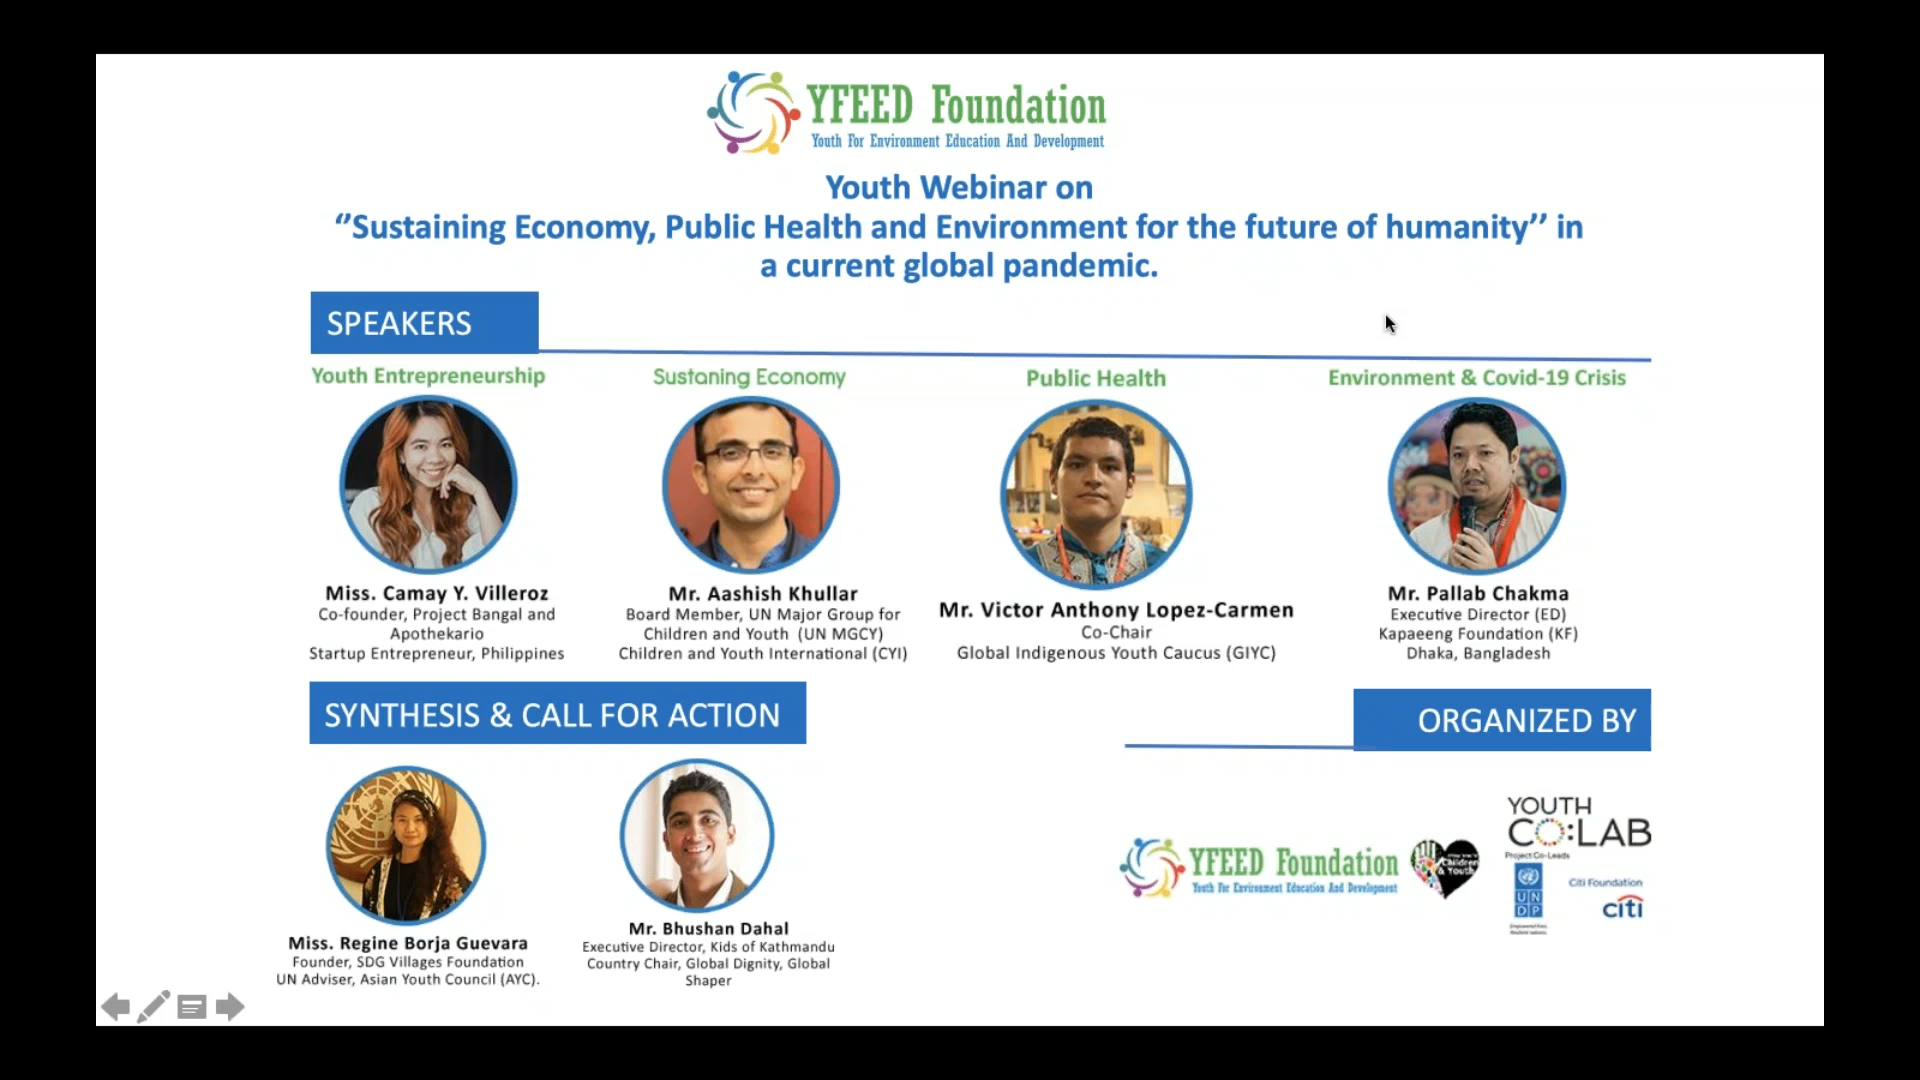 YFEED Foundation
Youth For Environment Education And Development
Youth Webinar on
‘’Sustaining Economy, Public Health and Environment for the future of humanity’’ in
a current global pandemic.
SPEAKERS
Youth Entrepreneurship
Miss. Camay Y. Villeroz
Co-founder, Project Bangal and
Apothekario
Startup Entrepreneur, Philippines
Sustaning Economy
Mr. Aashish Khullar
Board Member, UN Major Group for
Children and Youth (UN MGCY)
Children and Youth International (CYI)
Public Health
Mr. Victor Anthony Lopez-Carmen
Co-Chair
Global Indigenous Youth Caucus (GIYC)
Environment & Covid-19 Crisis
Mr. Pallab Chakma
Executive Director (ED)
Kapaeeng Foundation (KF)
Dhaka, Bangladesh
SYNTHESIS & CALL FOR ACTION
Miss. Regine Borja Guevara
Founder, SDG Villages Foundation
UN Adviser, Asian Youth Council (AYC).
Mr. Bhushan Dahal
Executive Director, Kids of Kathmandu
Country Chair, Global Dignity, Global
Shaper
ORGANIZED BY
YFEED Foundation
Youth For Environment Education And Development
Children
& Youth
YOUTH
CO:LAB
Project Co-Leads
UN
DP
Citi Foundation
citi